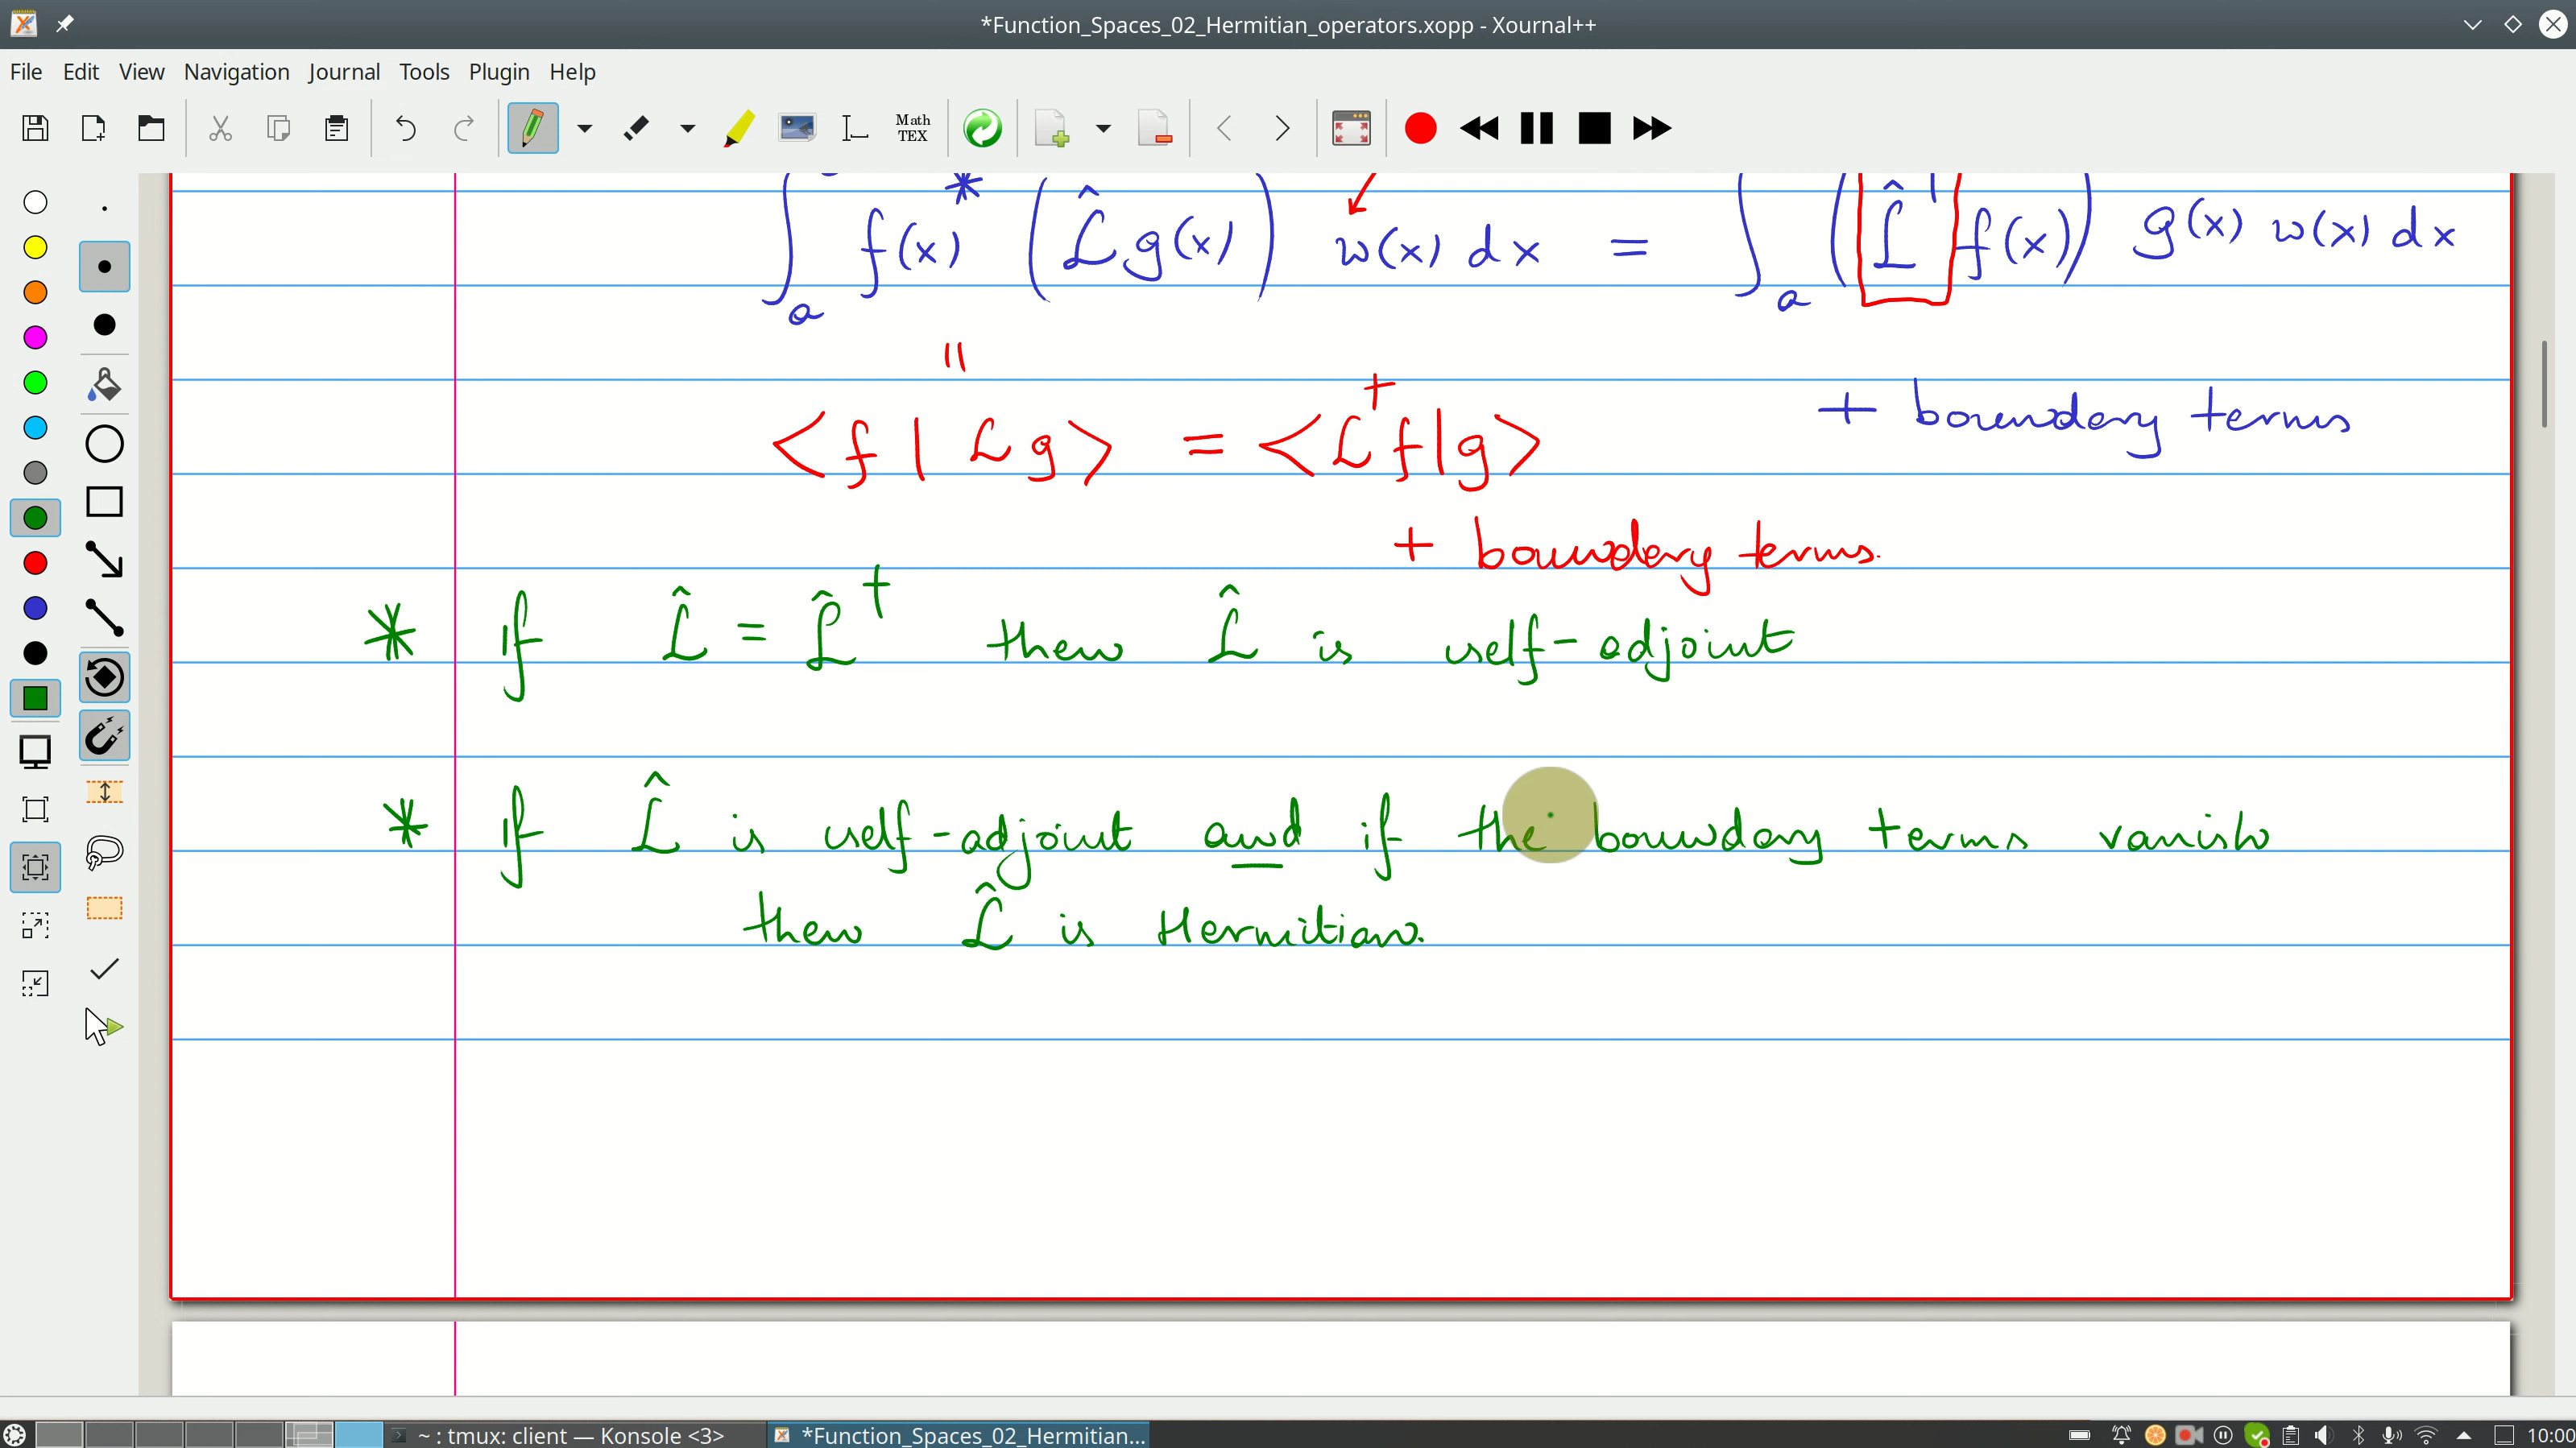 *Function_Spaces_02_Hermitian_operators.xopp - Xournal++
File Edit View Navigation Journal Tools Plugin Help
Math
TEX
∫_a f(x)* (L̂ g(x)) w(x) dx = ∫_a (L̂† f(x)) g(x) w(x) dx
=
+ boundary terms
<f | L g> = <L† f | g>
+ boundary terms.
* if L̂ = L̂† then L̂ is self-adjoint
* if L̂ is self-adjoint and if the boundary terms vanish
then L̂ is Hermitian.
~ : tmux: client — Konsole <3>
*Function_Spaces_02_Hermitian...
10:00